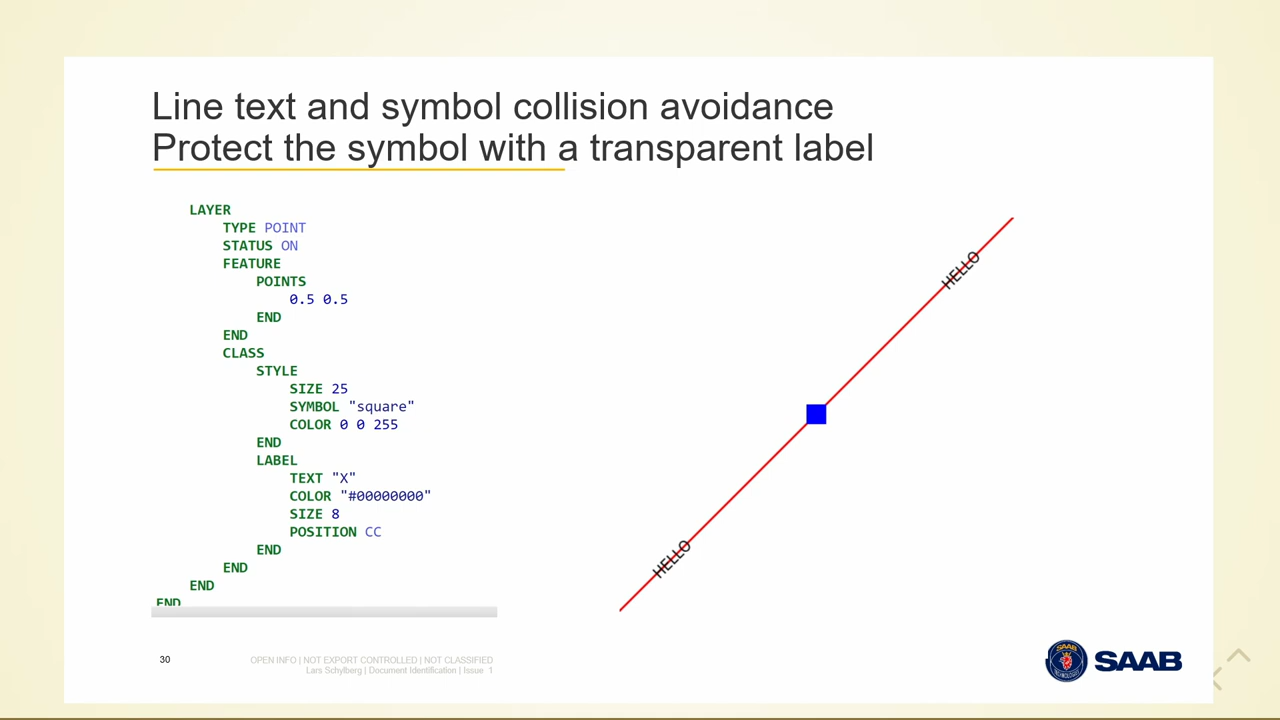 Line text and symbol collision avoidance
Protect the symbol with a transparent label
LAYER
TYPE POINT
STATUS ON
FEATURE
POINTS
0.5 0.5
END
END
CLASS
STYLE
SIZE 25
SYMBOL "square"
COLOR 0 0 255
END
LABEL
TEXT "X"
COLOR "#00000000"
SIZE 8
POSITION CC
END
END
END
END
HELLO
HELLO
30
OPEN INFO | NOT EXPORT CONTROLLED | NOT CLASSIFIED
Lars Schylberg | Document Identification | Issue 1
SAAB
SAAB